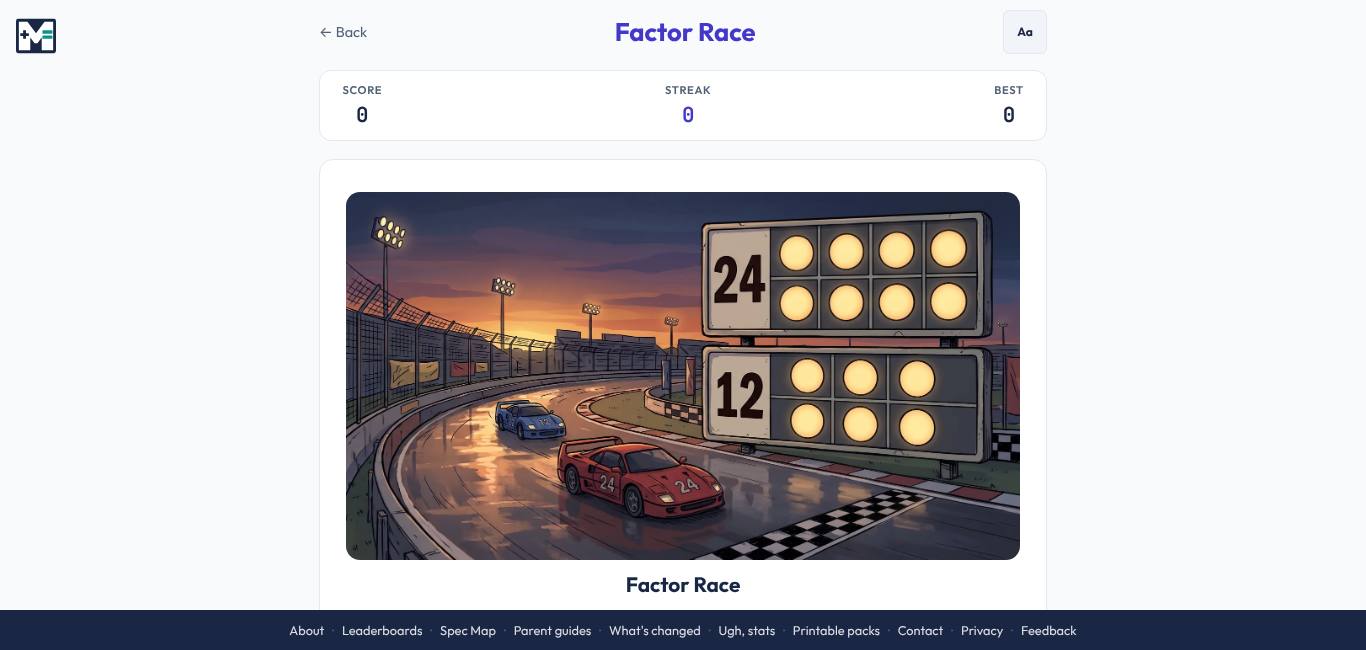 ← Back
Factor Race
Aa
SCORE
0
STREAK
0
BEST
0
24
12
24
24
Factor Race
About · Leaderboards · Spec Map · Parent guides · What's changed · Ugh, stats · Printable packs · Contact · Privacy · Feedback